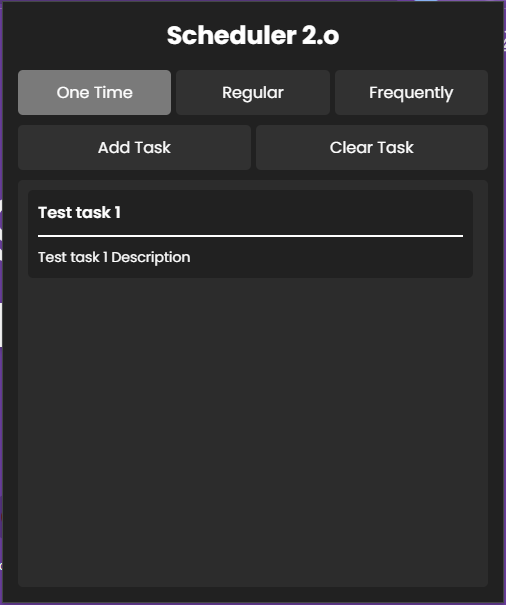 Scheduler 2.o
One Time Regular Frequently
Add Task Clear Task
Test task 1
Test task 1 Description